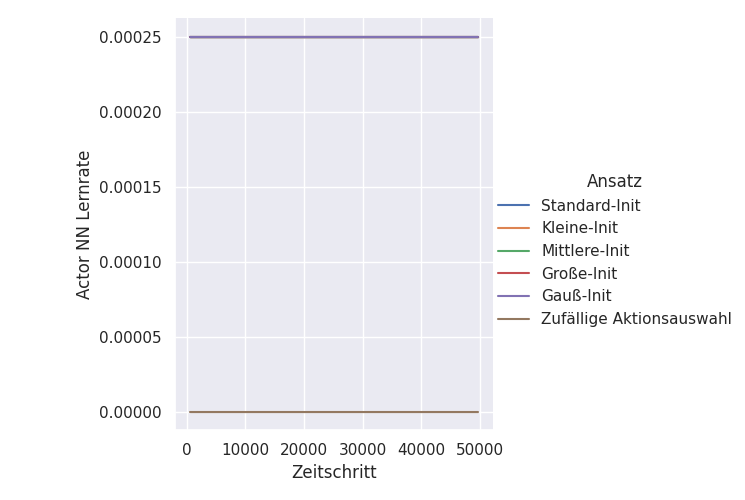 0.00025
0.00020
0.00015
0.00010
0.00005
0.00000
Actor NN Lernrate
0 10000 20000 30000 40000 50000
Zeitschritt
Ansatz
Standard-Init
Kleine-Init
Mittlere-Init
Große-Init
Gauß-Init
Zufällige Aktionsauswahl